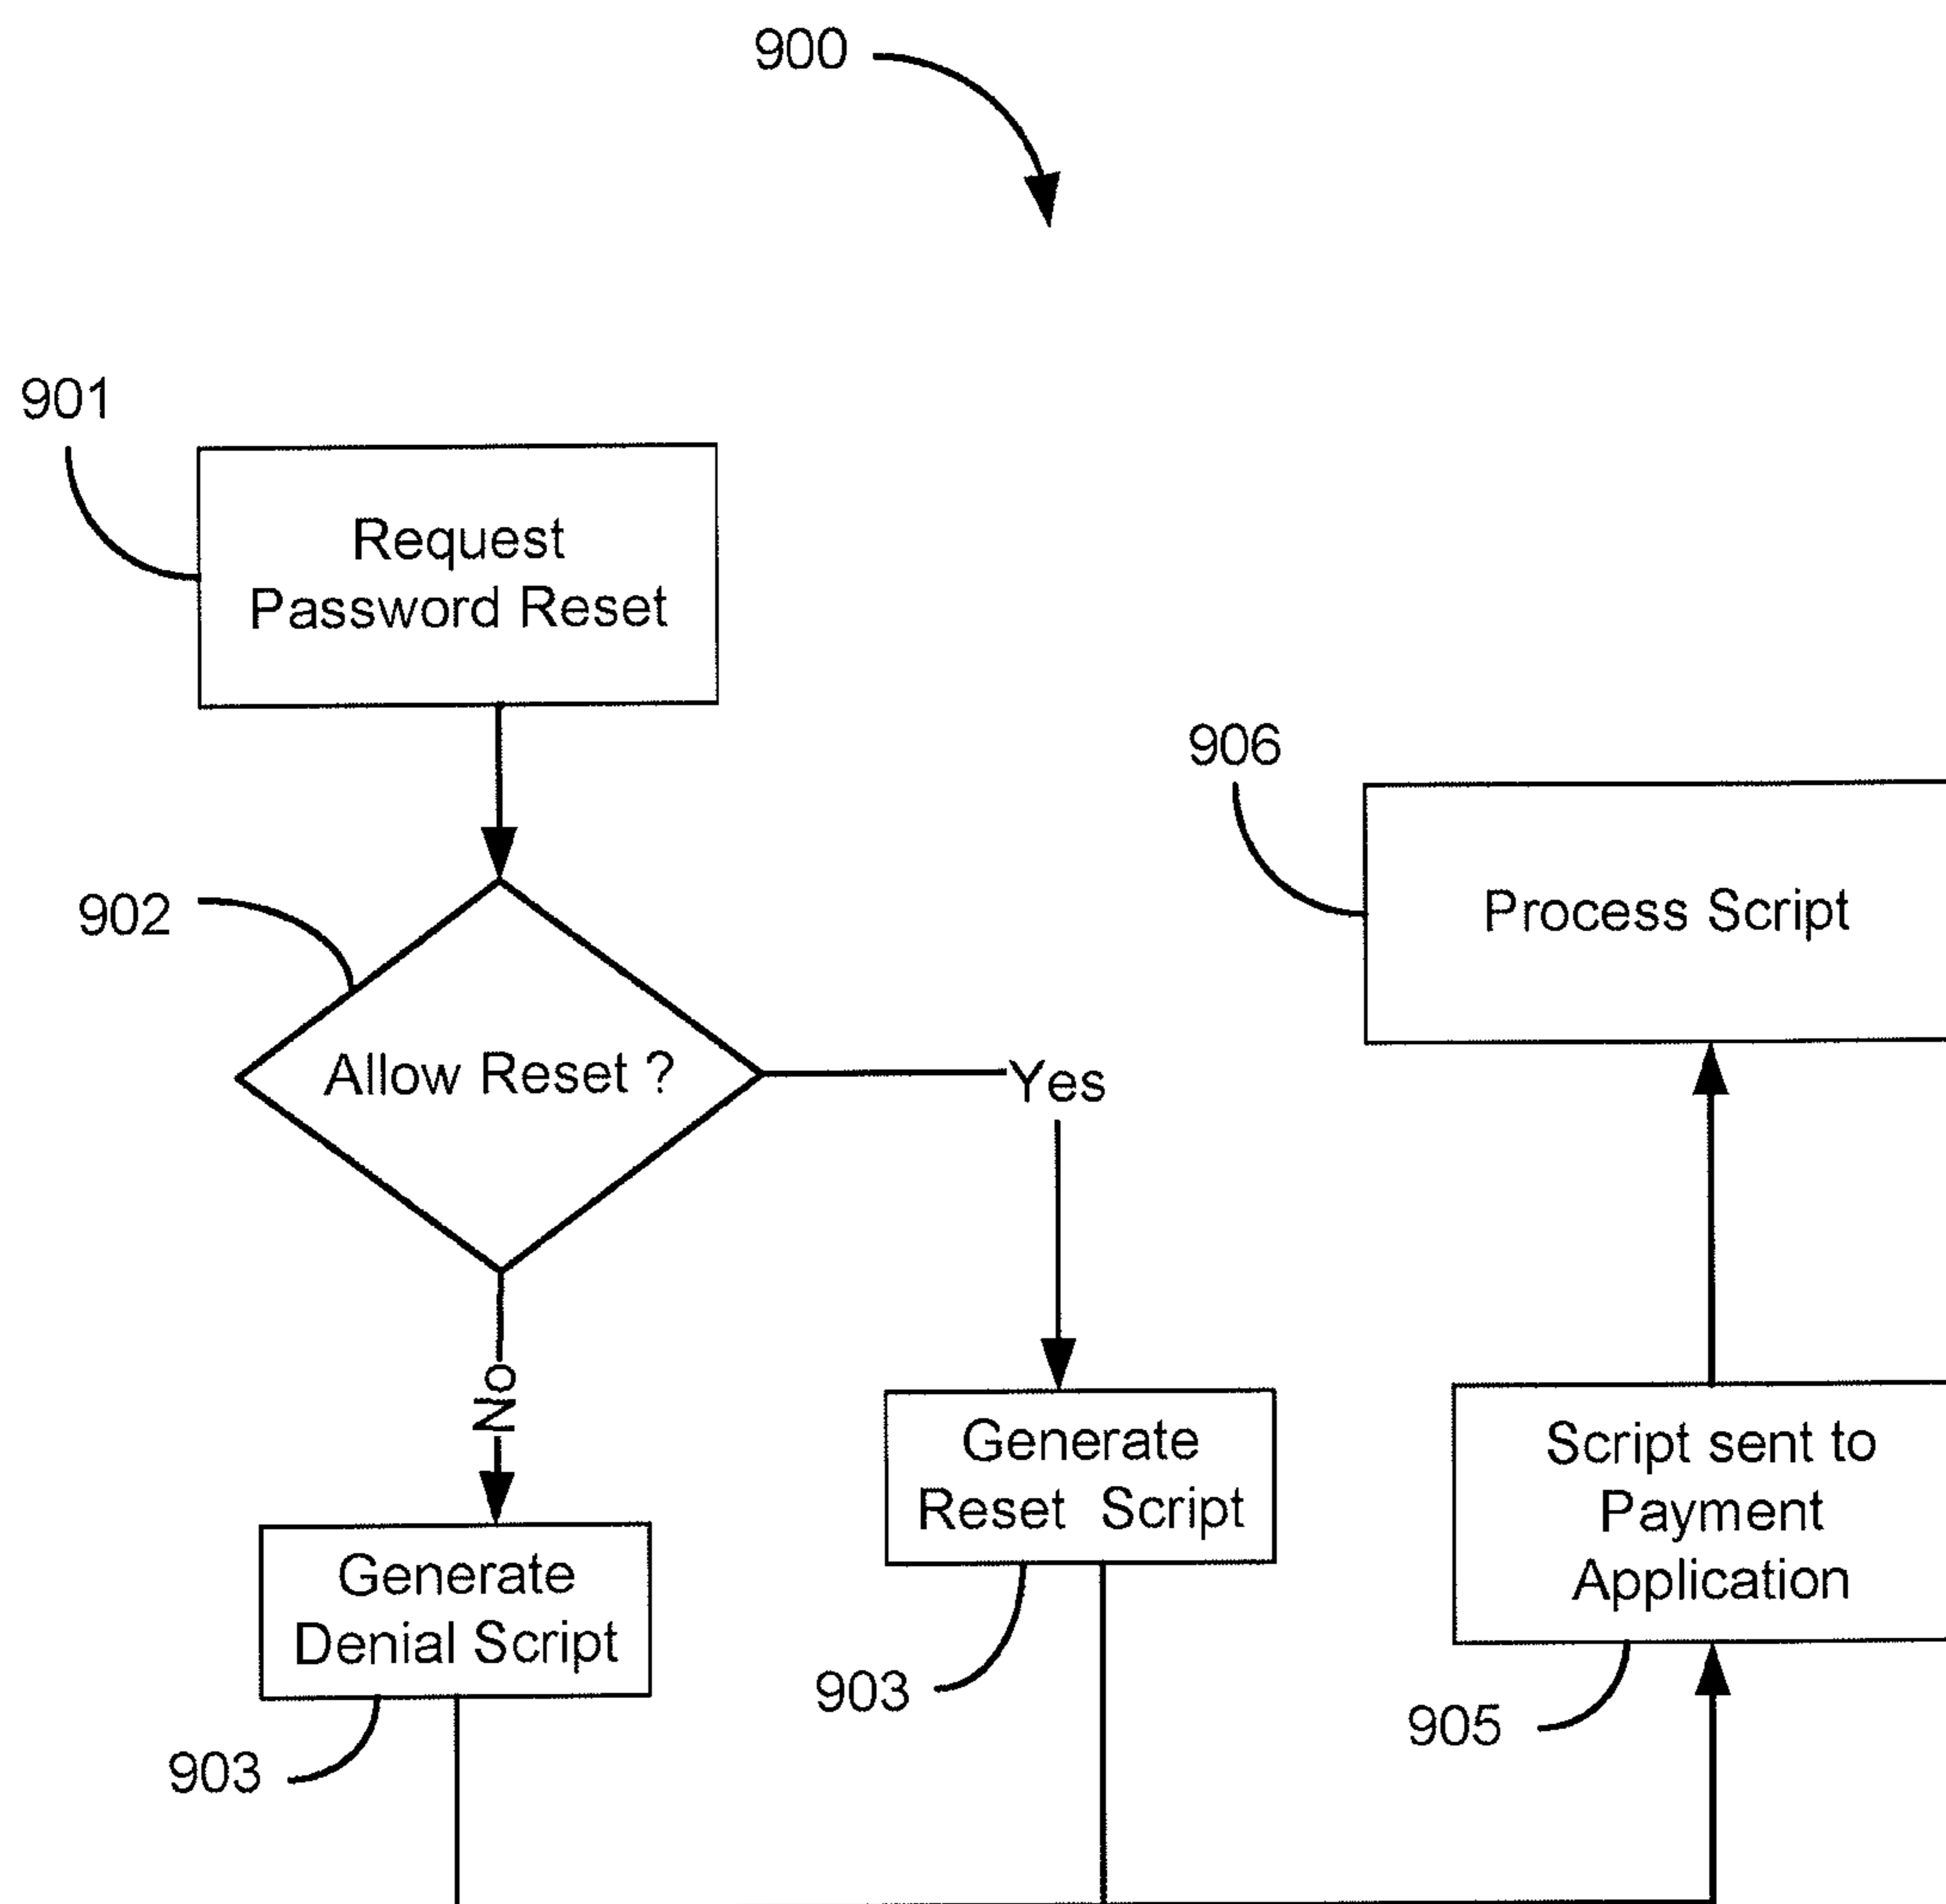 900
901
Request
Password Reset
902
Allow Reset ?
Yes
No
Generate
Denial Script
903
Generate
Reset Script
903
906
Process Script
Script sent to
Payment
Application
905